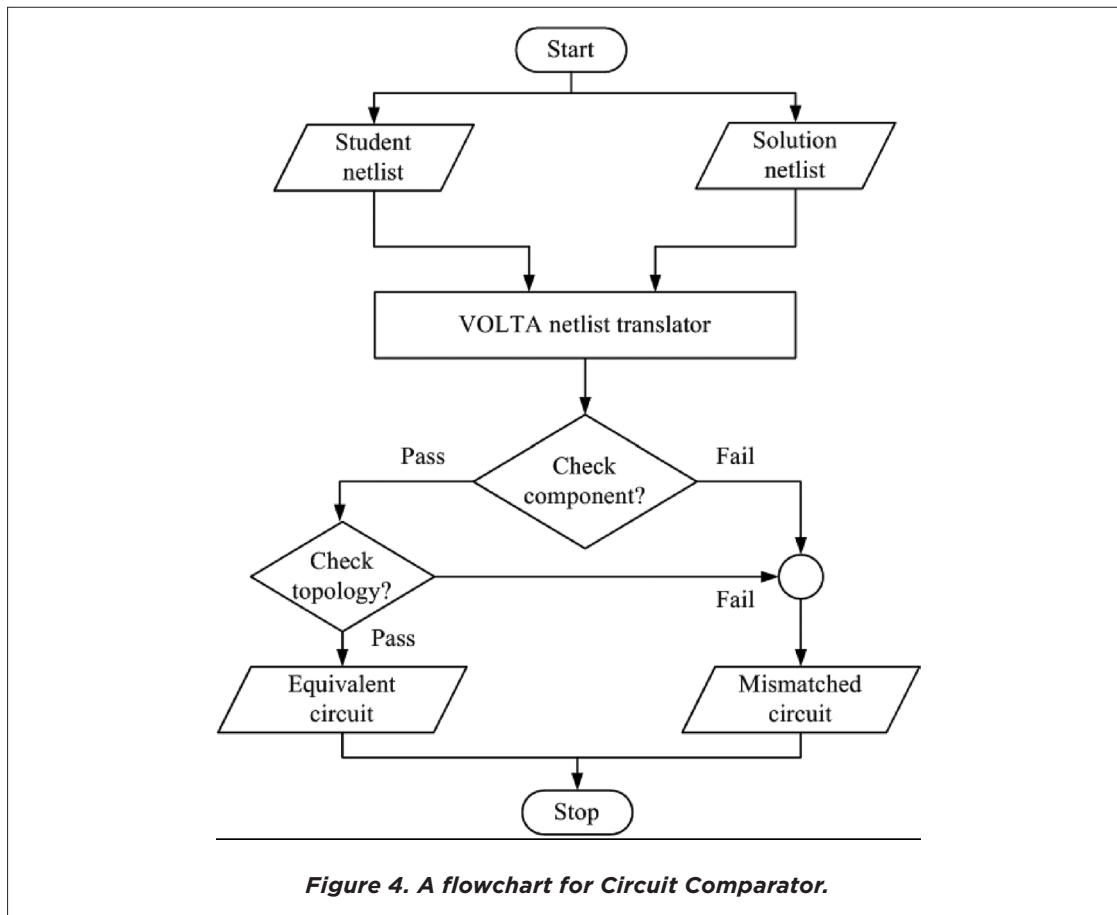 Start
Student
netlist
Solution
netlist
VOLTA netlist translator
Pass
Check
component?
Fail
Check
topology?
Fail
Pass
Equivalent
circuit
Mismatched
circuit
Stop
Figure 4. A flowchart for Circuit Comparator.